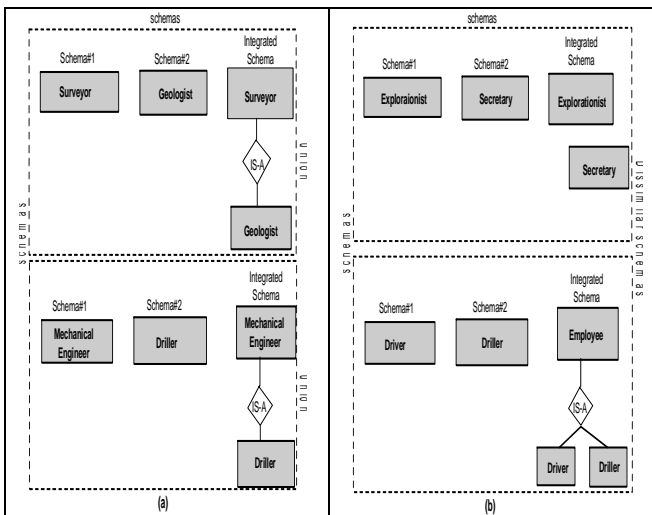 schemas
Schema#1
Schema#2
Integrated
Schema
Surveyor
Geologist
Surveyor
IS-A
Geologist
union
schemas
Schema#1
Schema#2
Integrated
Schema
Mechanical
Engineer
Driller
Mechanical
Engineer
IS-A
Driller
union
(a)
schemas
Schema#1
Schema#2
Integrated
Schema
Exploraionist
Secretary
Explorationist
Secretary
schemas
Dissimilar schemas
Schema#1
Schema#2
Integrated
Schema
Driver
Driller
Employee
IS-A
Driver
Driller
(b)